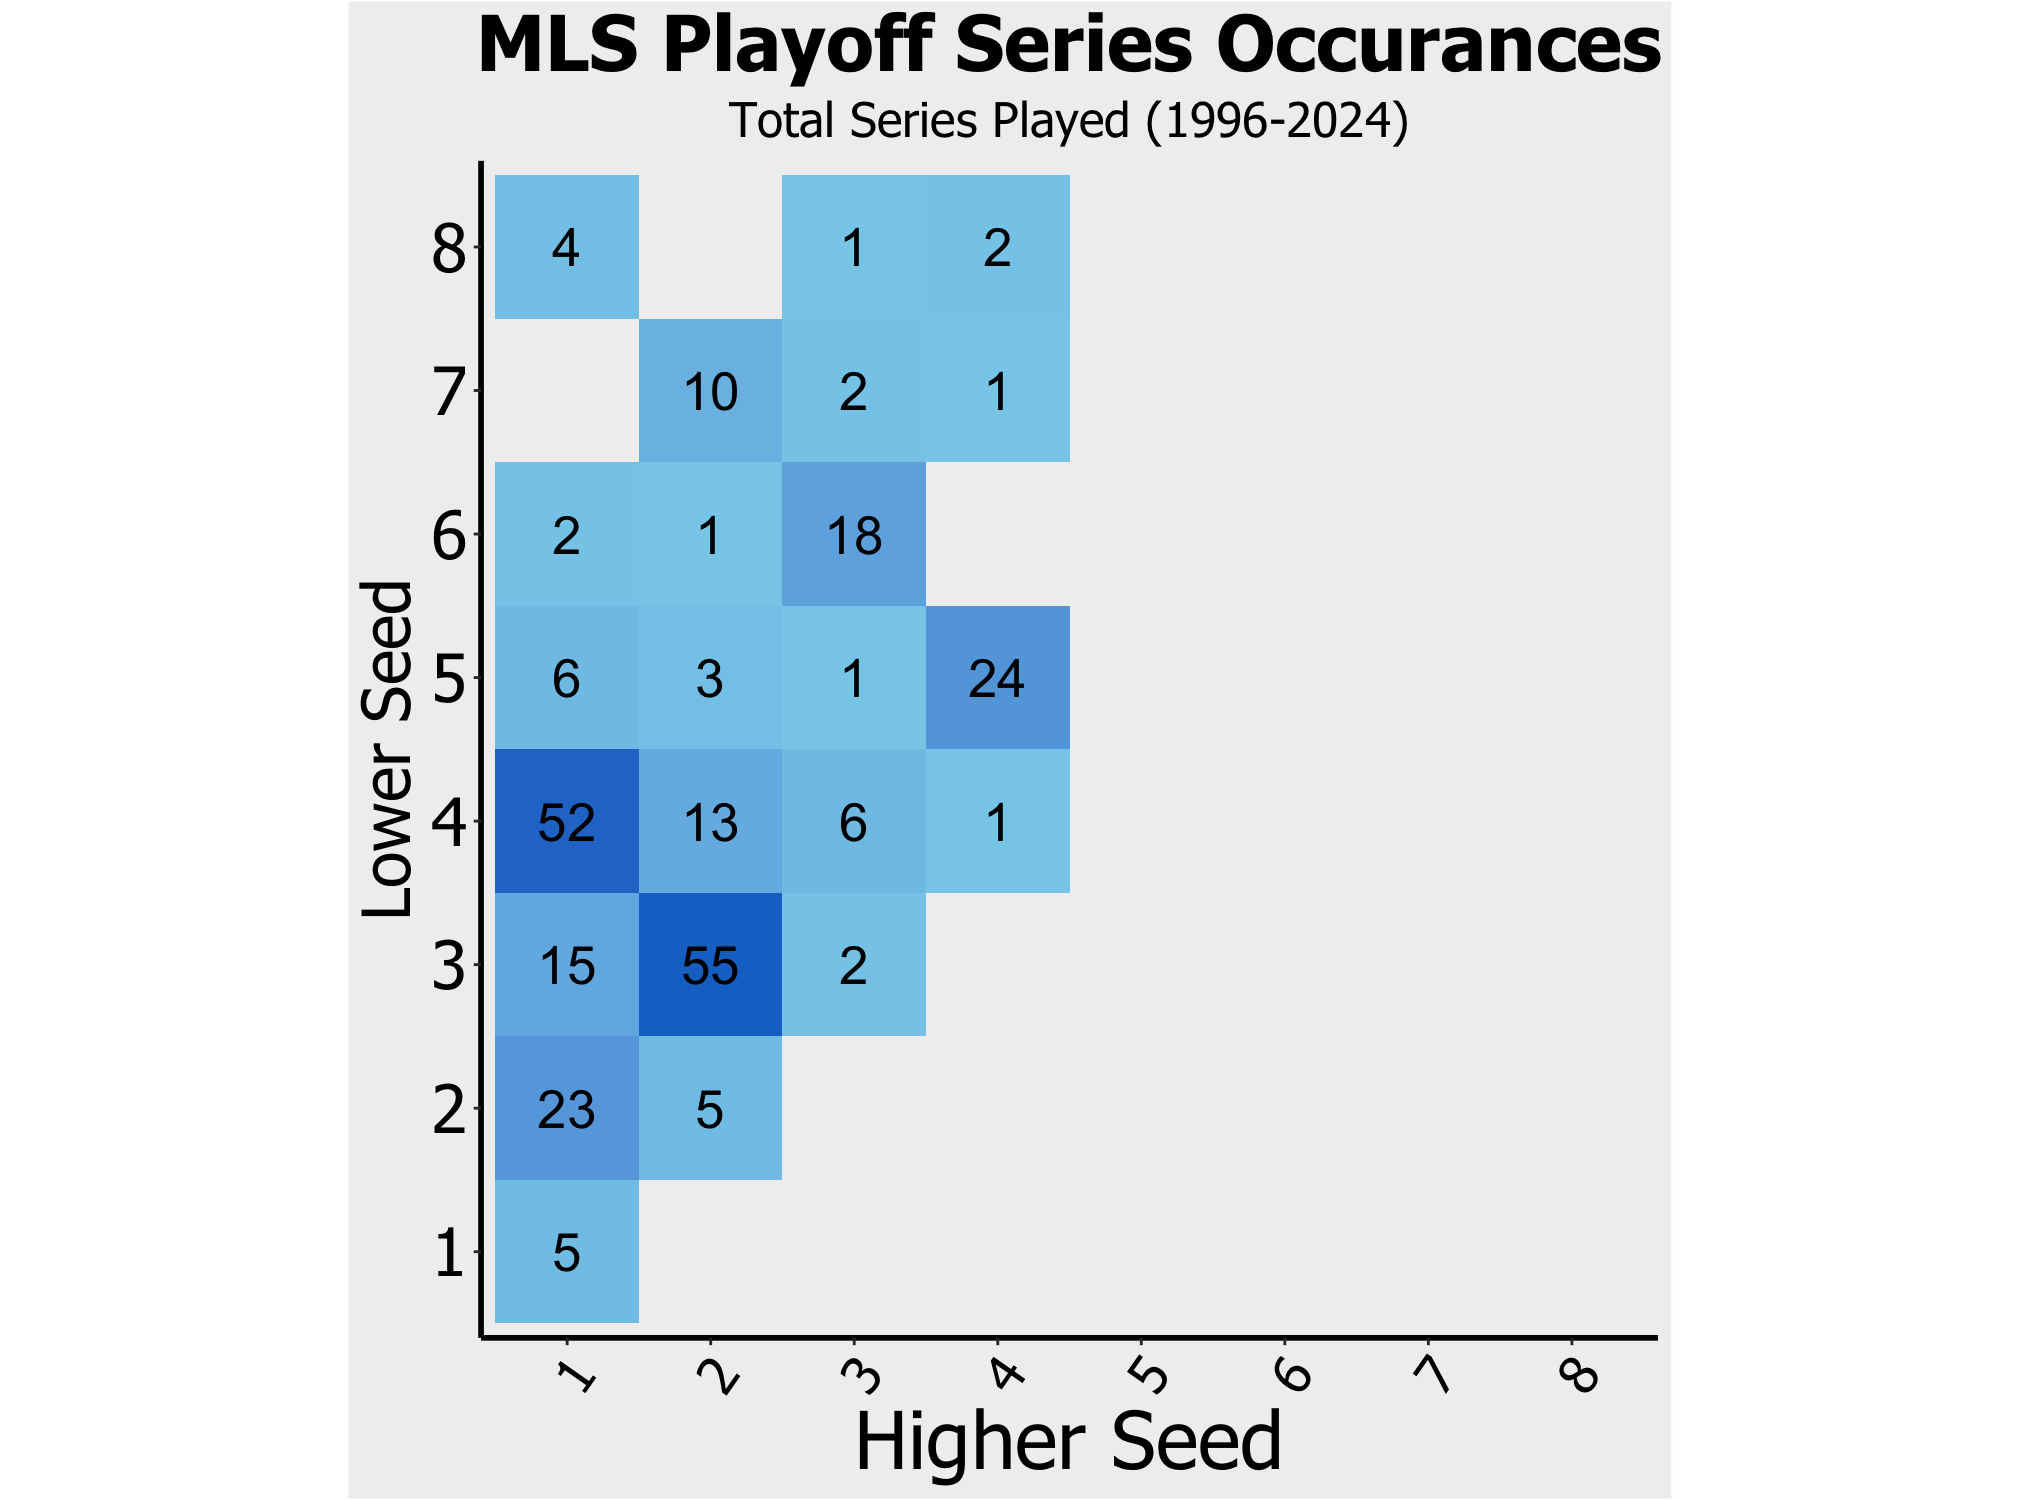 MLS Playoff Series Occurances
Total Series Played (1996-2024)
8 4 1 2
7 10 2 1
6 2 1 18
5 6 3 1 24
4 52 13 6 1
3 15 55 2
2 23 5
1 5
Lower Seed
1 2 3 4 5 6 7 8
Higher Seed